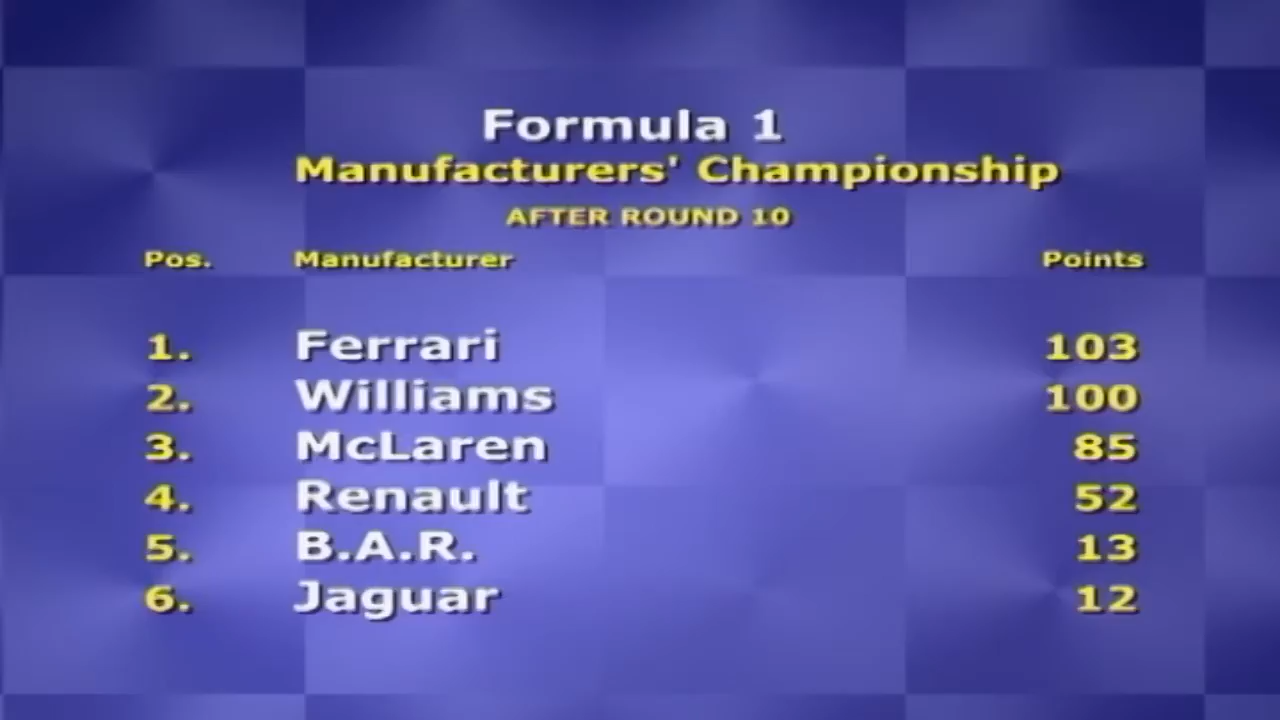 Formula 1
Manufacturers' Championship
AFTER ROUND 10
Pos. Manufacturer Points
1. Ferrari 103
2. Williams 100
3. McLaren 85
4. Renault 52
5. B.A.R. 13
6. Jaguar 12